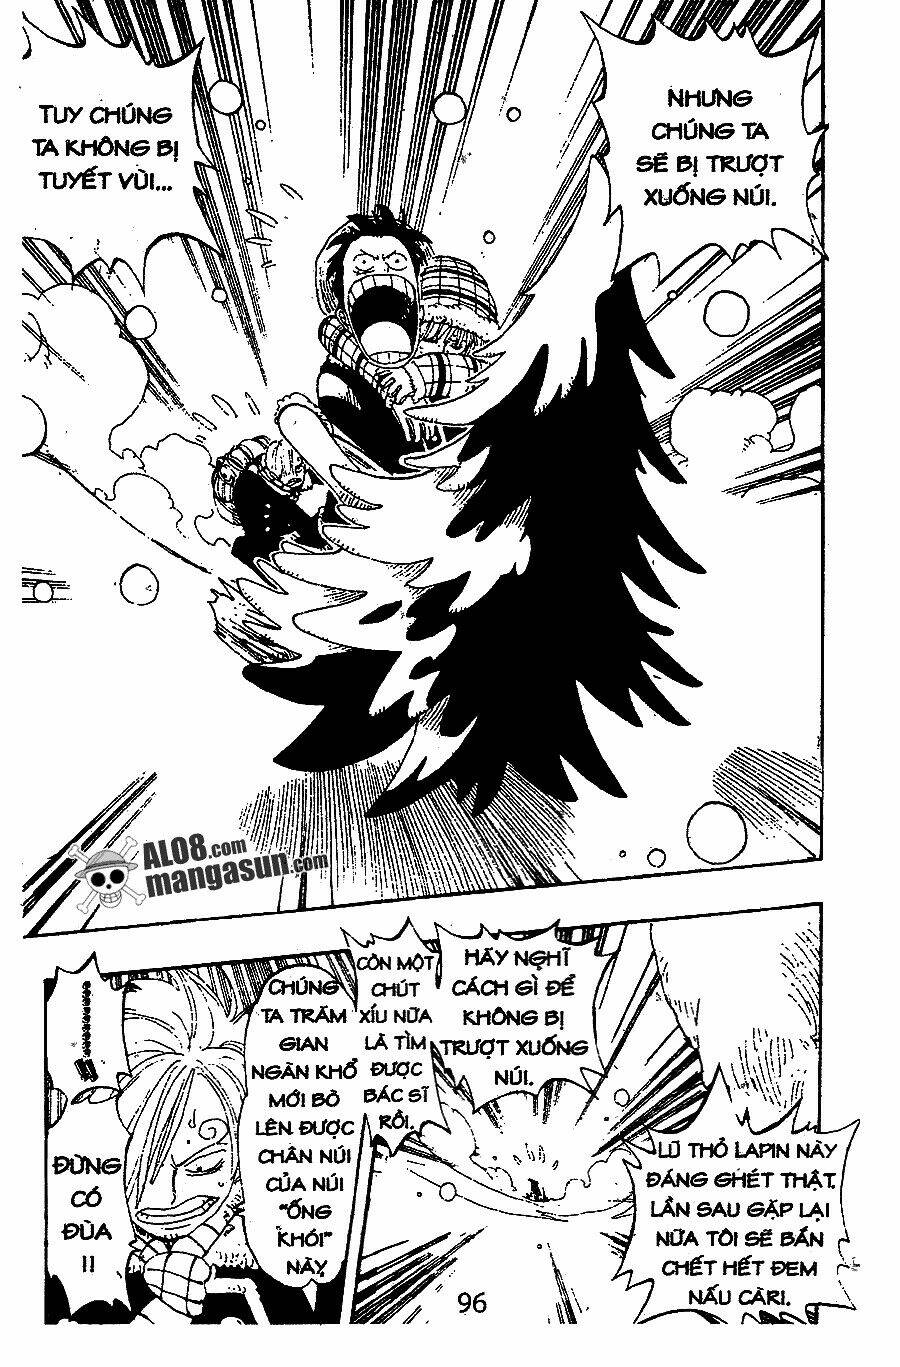 NHƯNG
CHÚNG TA
SẼ BỊ TRƯỢT
XUỐNG NÚI.
TUY CHÚNG
TA KHÔNG BỊ
TUYẾT VÙI...
AL08.com
mangasun.com
LŨ THỎ LAPIN NÀY
ĐÁNG GHÉT THẬT.
LẦN SAU GẶP LẠI
NỮA TÔI SẼ BẮN
CHẾT HẾT ĐEM
NẤU CÀRI.
HÃY NGHĨ
CÁCH GÌ ĐỂ
KHÔNG BỊ
TRƯỢT XUỐNG
NÚI.
CÒN MỘT
CHÚT
XÍU NỮA
LÀ TÌM
ĐƯỢC
BÁC SĨ
RỒI.
CHÚNG
TA TRĂM
GIAN
NGÀN KHỔ
MỚI BÒ
LÊN ĐƯỢC
CHÂN NÚI
CỦA NÚI
"ỐNG
KHÓI"
NÀY.
ĐỪNG
CÓ
ĐÙA
!!
96